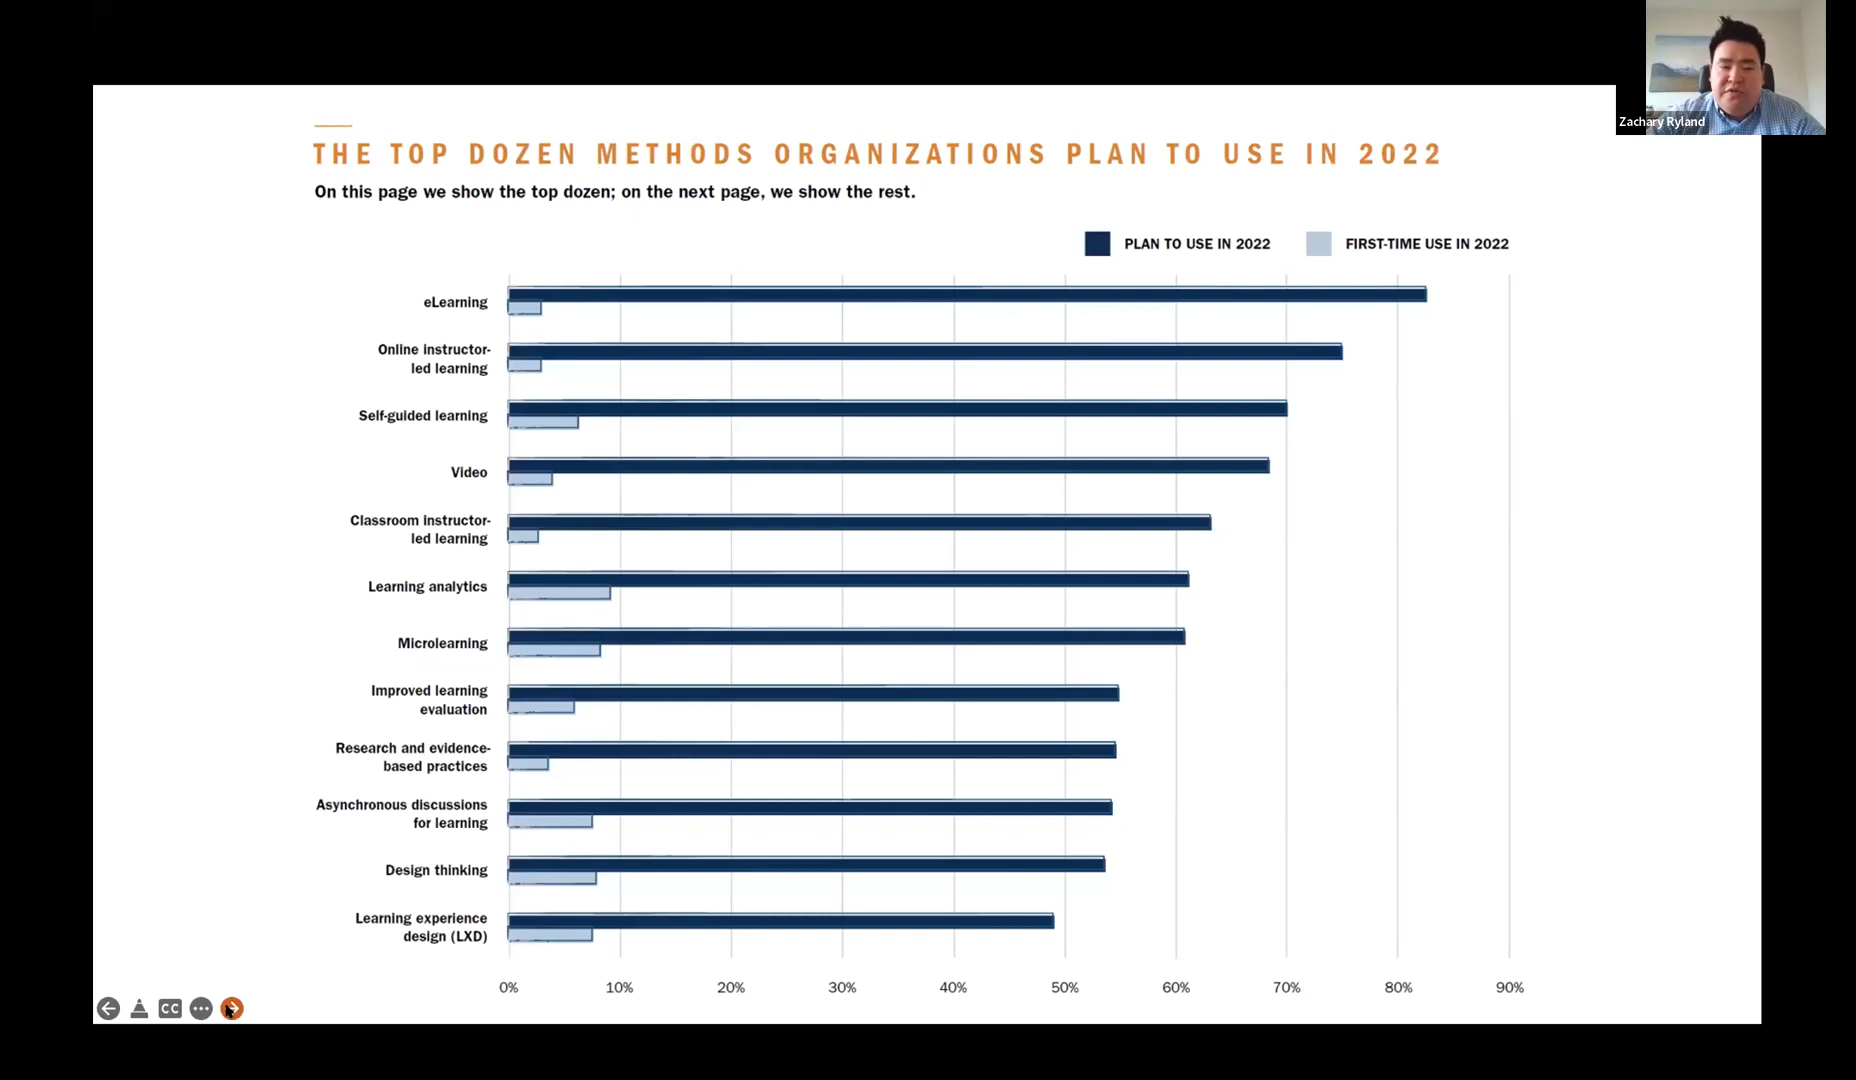 Zachary Ryland
THE TOP DOZEN METHODS ORGANIZATIONS PLAN TO USE IN 2022
On this page we show the top dozen; on the next page, we show the rest.
PLAN TO USE IN 2022
FIRST-TIME USE IN 2022
eLearning
Online instructor-
led learning
Self-guided learning
Video
Classroom instructor-
led learning
Learning analytics
Microlearning
Improved learning
evaluation
Research and evidence-
based practices
Asynchronous discussions
for learning
Design thinking
Learning experience
design (LXD)
0% 10% 20% 30% 40% 50% 60% 70% 80% 90%
CC